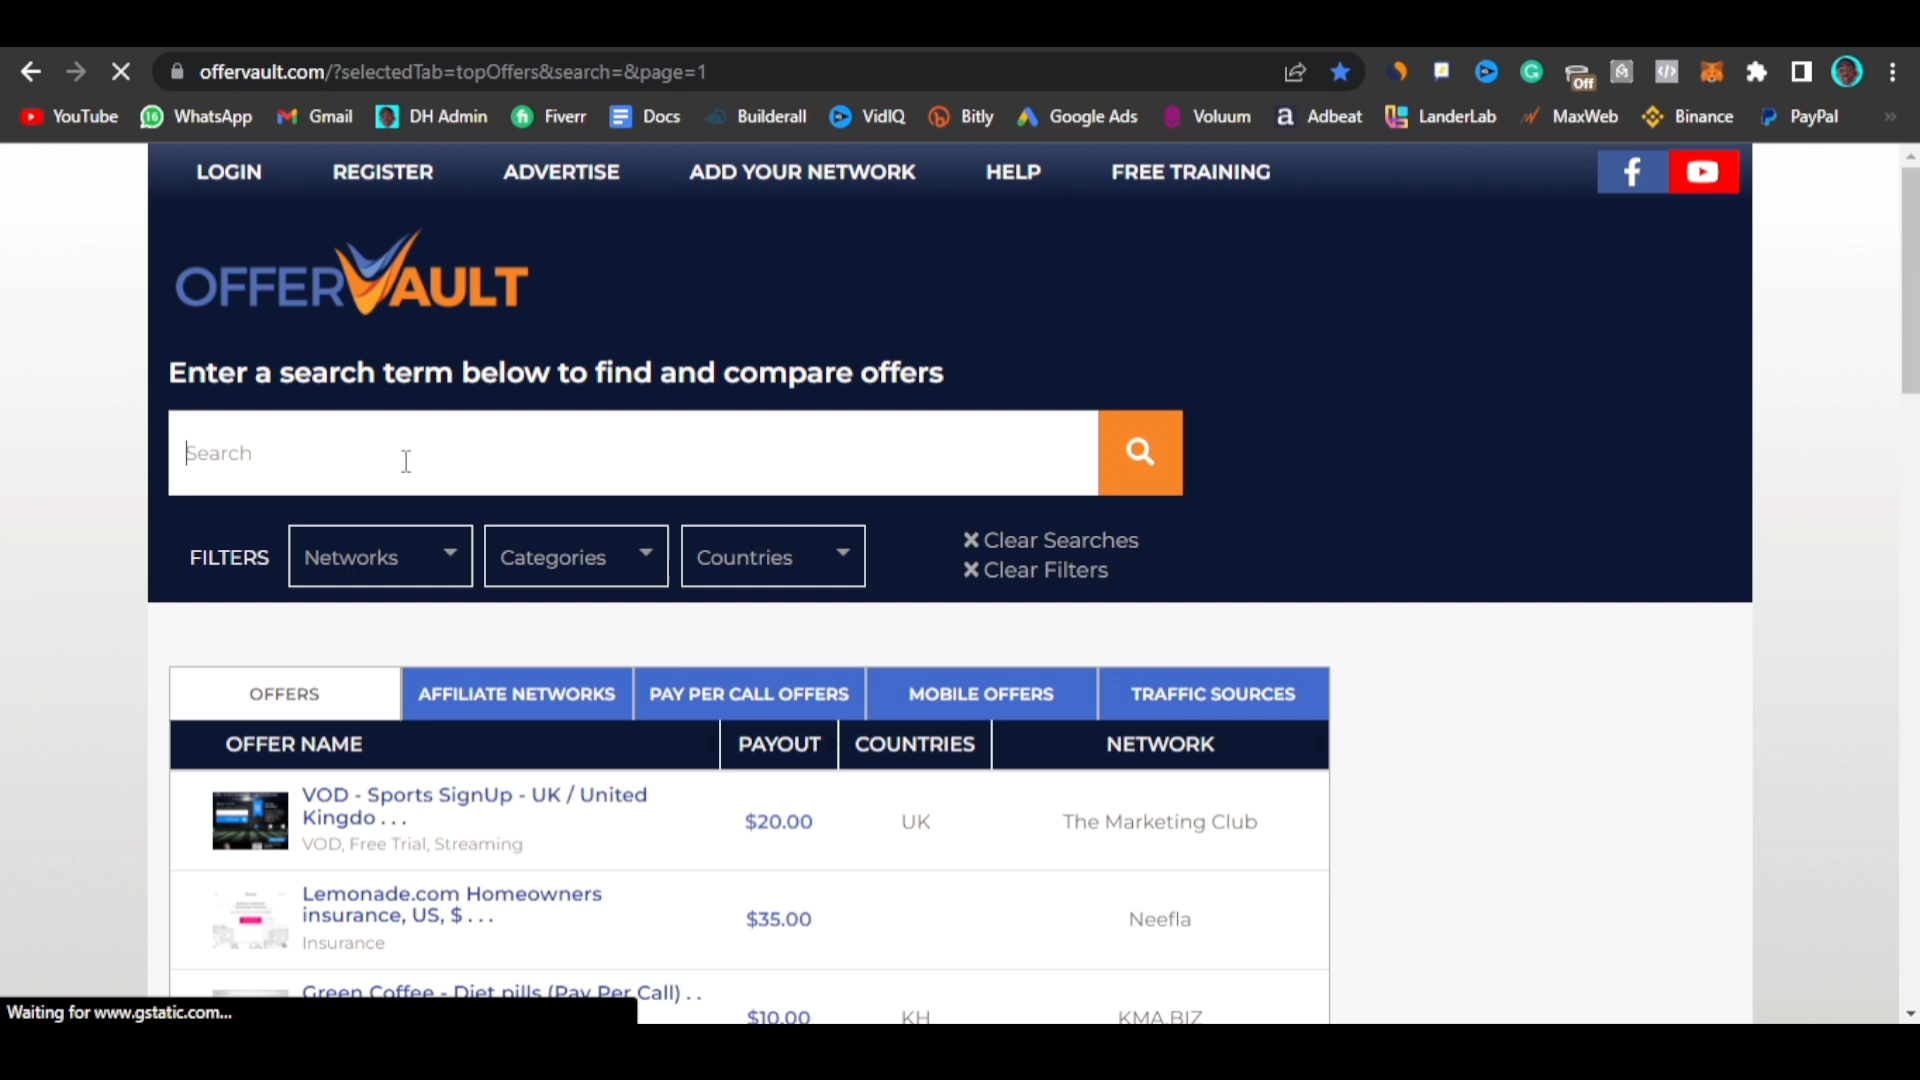 offervault.com/?selectedTab=topOffers&search=&page=1
Off
YouTube WhatsApp Gmail DH Admin Fiverr Docs Builderall VidIQ Bitly Google Ads Voluum Adbeat LanderLab MaxWeb Binance PayPal »
LOGIN REGISTER ADVERTISE ADD YOUR NETWORK HELP FREE TRAINING
OFFERVAULT
Enter a search term below to find and compare offers
Search
FILTERS Networks Categories Countries
Clear Searches
Clear Filters
OFFERS AFFILIATE NETWORKS PAY PER CALL OFFERS MOBILE OFFERS TRAFFIC SOURCES
OFFER NAME PAYOUT COUNTRIES NETWORK
VOD - Sports SignUp - UK / United
Kingdo . . .
VOD, Free Trial, Streaming
$20.00 UK The Marketing Club
Lemonade.com Homeowners
insurance, US, $ . . .
Insurance
$35.00 Neefla
Green Coffee - Diet pills (Pay Per Call) . .
$10.00 KH KMA.BIZ
Waiting for www.gstatic.com...